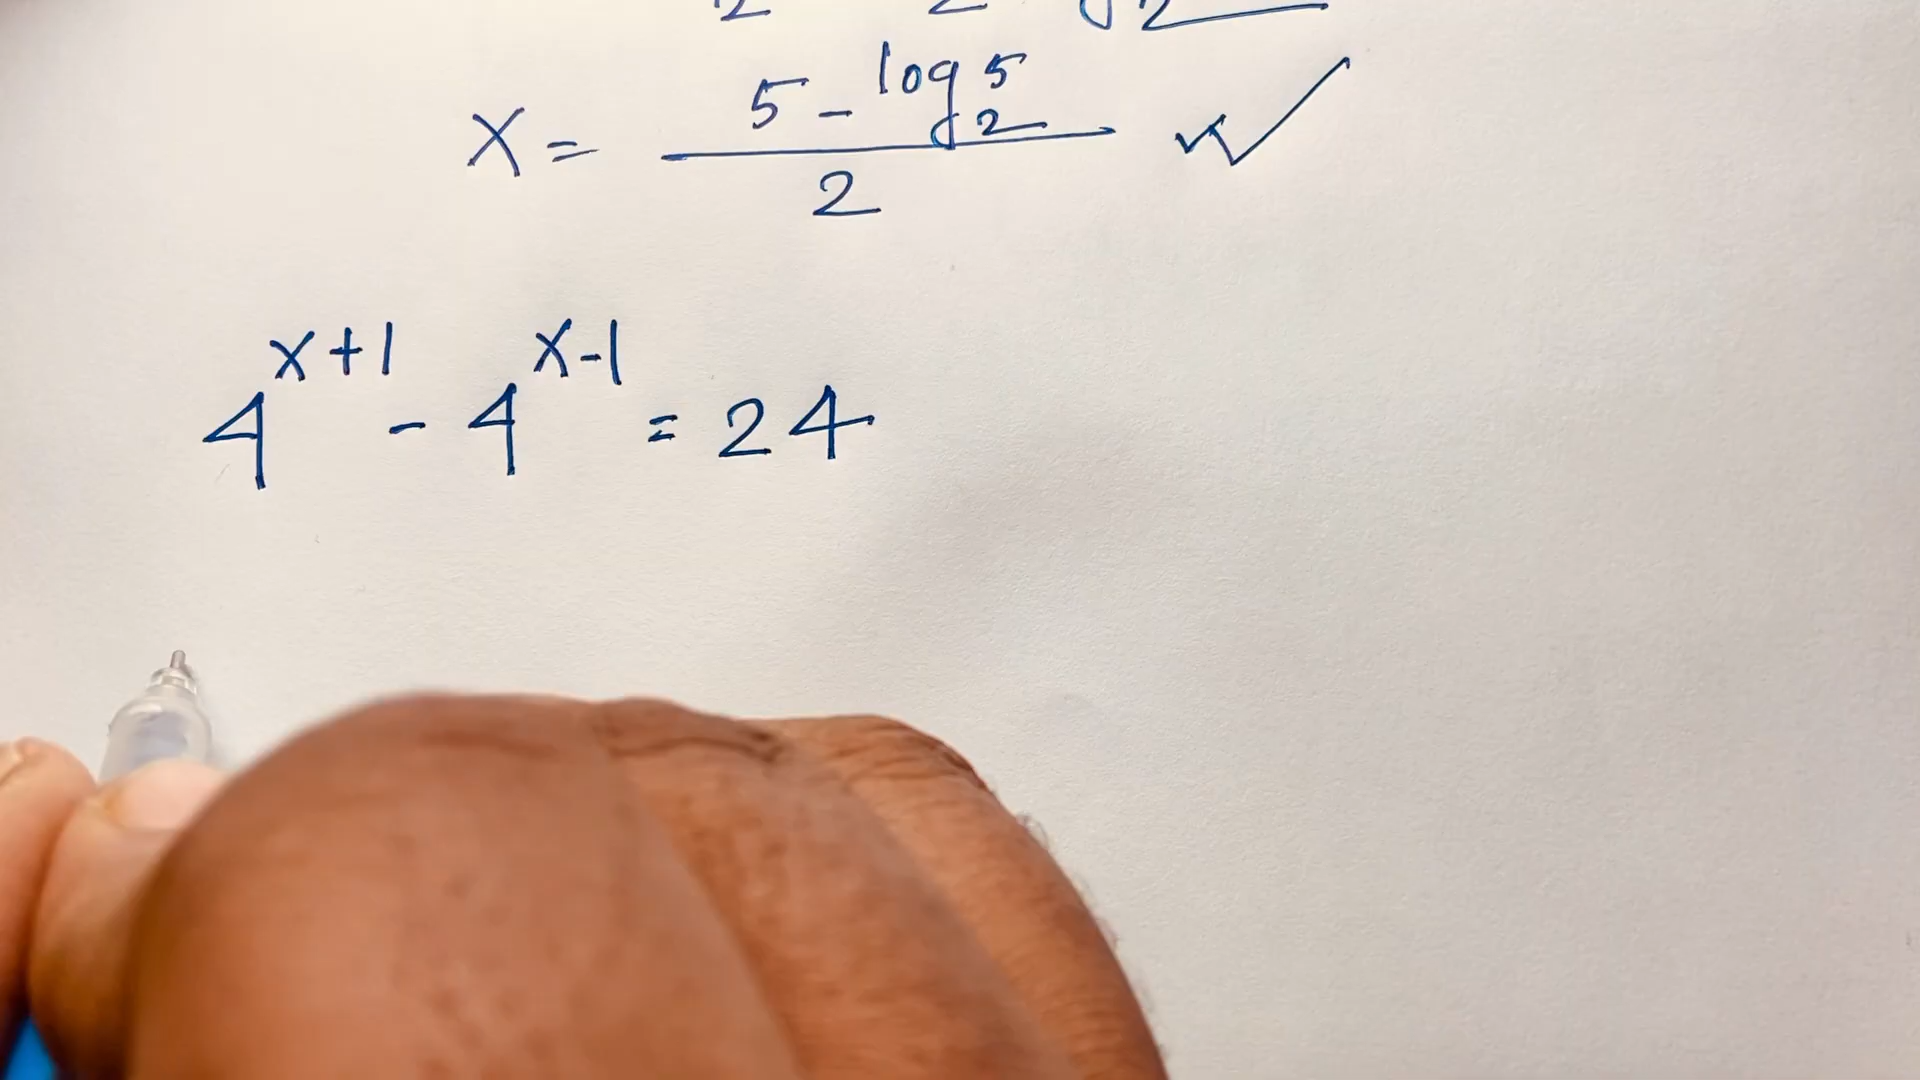 x = 5 - log₂5 / 2
4^(x+1) - 4^(x-1) = 24